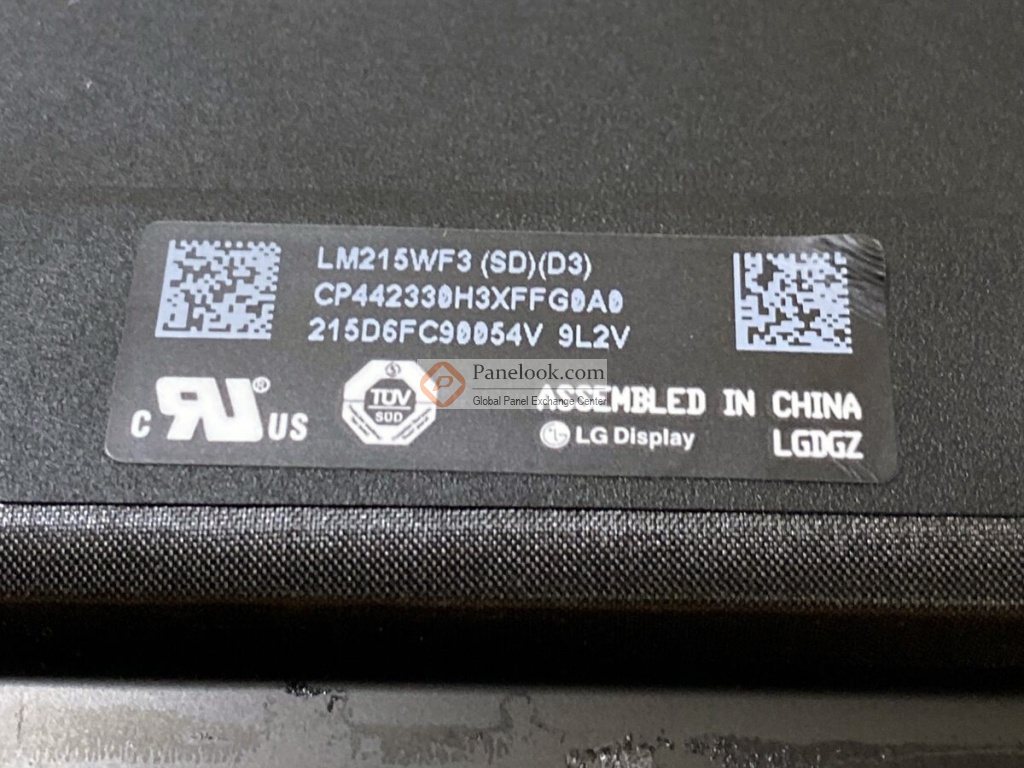 LM215WF3 (SD)(D3)
CP442330H3XFFG0A0
215D6FC90054V 9L2V
Panelook.com
Global Panel Exchange Center
C RU® US
S
TÜV
SÜD
ASSEMBLED IN CHINA
LG Display
LGDGZ